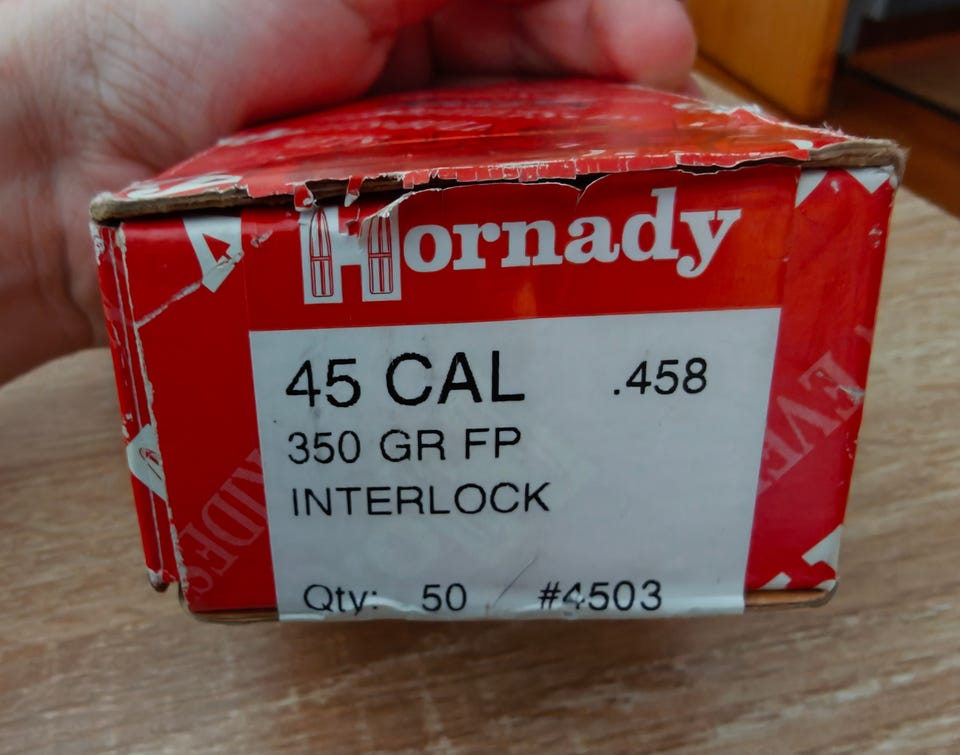 Hornady
45 CAL .458
350 GR FP
INTERLOCK
Qty: 50 #4503